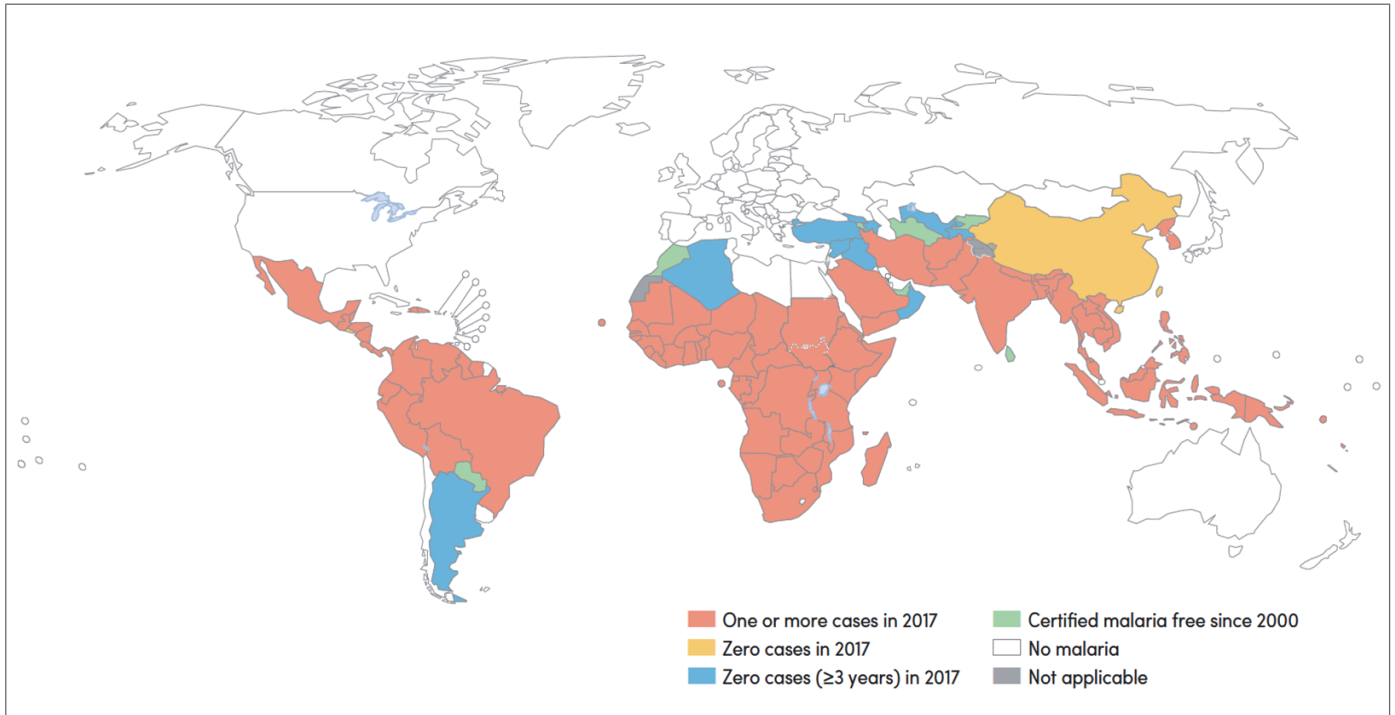 One or more cases in 2017
Zero cases in 2017
Zero cases (≥3 years) in 2017
Certified malaria free since 2000
No malaria
Not applicable